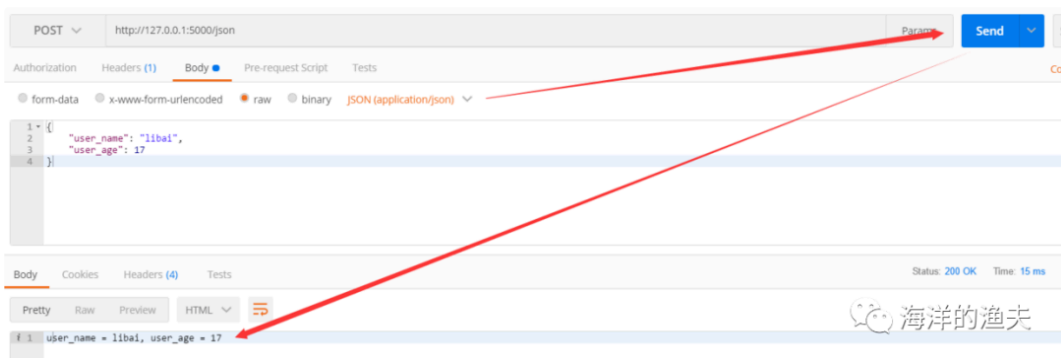 POST http://127.0.0.1:5000/json Params Send
Authorization Headers (1) Body Pre-request Script Tests
form-data x-www-form-urlencoded raw binary JSON (application/json)
1 {
2 "user_name": "libai",
3 "user_age": 17
4 }
Body Cookies Headers (4) Tests Status: 200 OK Time: 15 ms
Pretty Raw Preview HTML
i 1 user_name = libai, user_age = 17
海洋的渔夫